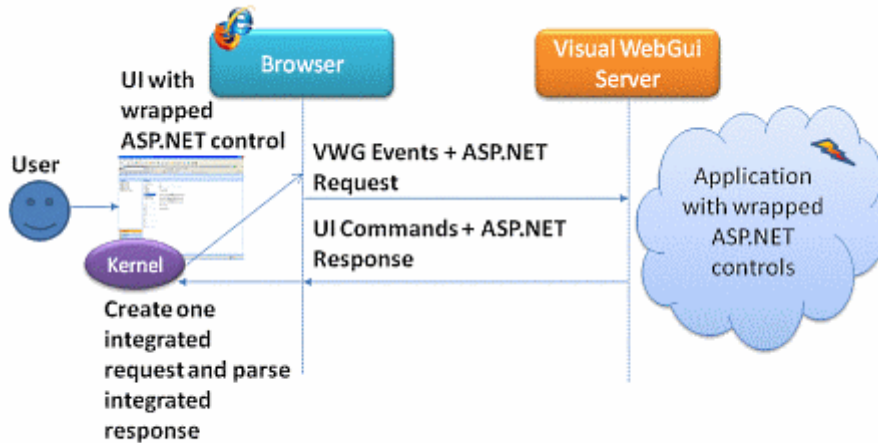 Browser
Visual WebGui
Server
UI with
wrapped
ASP.NET control
User
VWG Events + ASP.NET
Request
Application
with wrapped
ASP.NET
controls
UI Commands + ASP.NET
Response
Kernel
Create one
integrated
request and parse
integrated
response